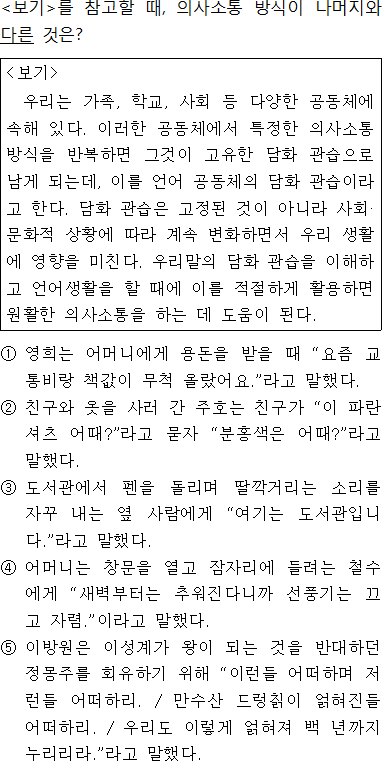 <보기>를 참고할 때, 의사소통 방식이 나머지와
다른 것은?
<보기>
우리는 가족, 학교, 사회 등 다양한 공동체에
속해 있다. 이러한 공동체에서 특정한 의사소통
방식을 반복하면 그것이 고유한 담화 관습으로
남게 되는데, 이를 언어 공동체의 담화 관습이라
고 한다. 담화 관습은 고정된 것이 아니라 사회·
문화적 상황에 따라 계속 변화하면서 우리 생활
에 영향을 미친다. 우리말의 담화 관습을 이해하
고 언어생활을 할 때에 이를 적절하게 활용하면
원활한 의사소통을 하는 데 도움이 된다.
① 영희는 어머니에게 용돈을 받을 때 “요즘 교
통비랑 책값이 무척 올랐어요.”라고 말했다.
② 친구와 옷을 사러 간 주호는 친구가 “이 파란
셔츠 어때?”라고 묻자 “분홍색은 어때?”라고
말했다.
③ 도서관에서 펜을 돌리며 딸깍거리는 소리를
자꾸 내는 옆 사람에게 “여기는 도서관입니
다.”라고 말했다.
④ 어머니는 창문을 열고 잠자리에 들려는 철수
에게 “새벽부터는 추워진다니까 선풍기는 끄
고 자렴.”이라고 말했다.
⑤ 이방원은 이성계가 왕이 되는 것을 반대하던
정몽주를 회유하기 위해 “이런들 어떠하며 저
런들 어떠하리. / 만수산 드렁칡이 얽혀진들
어떠하리. / 우리도 이렇게 얽혀져 백 년까지
누리리라.”라고 말했다.